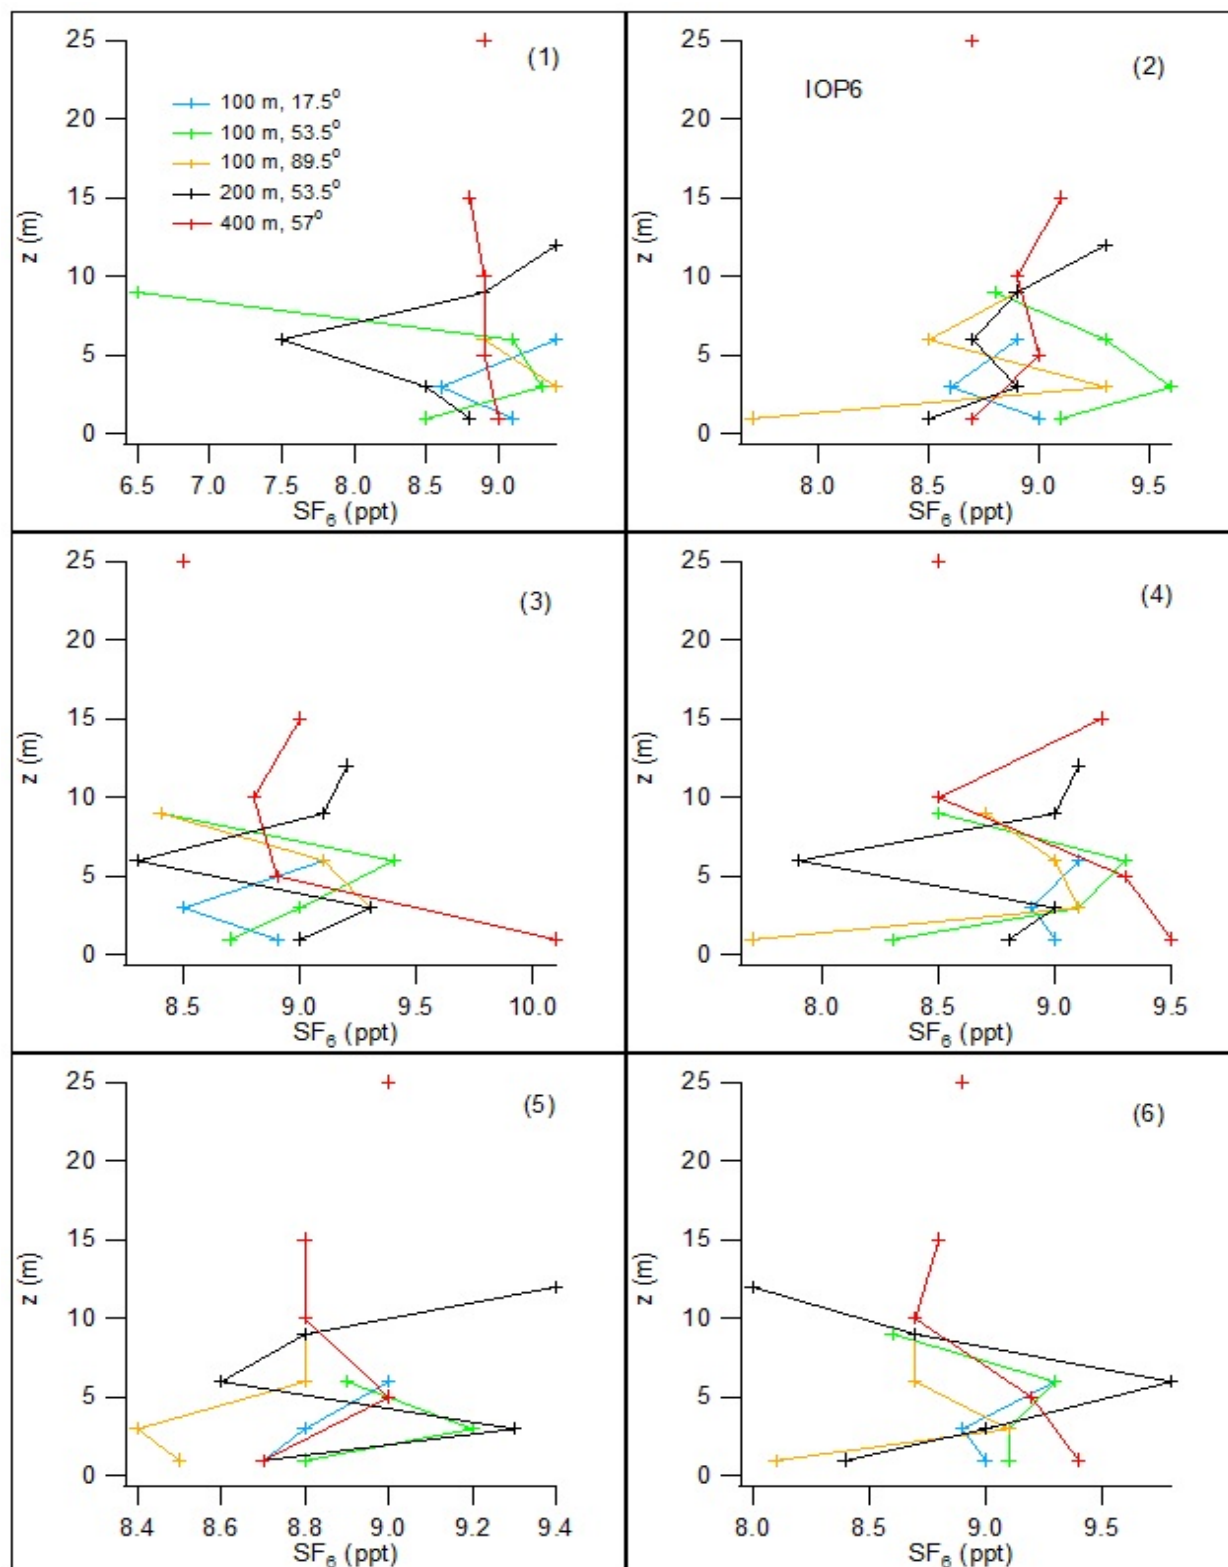 25
20
15
10
5
0
z (m)
(1)
100 m, 17.5°
100 m, 53.5°
100 m, 89.5°
200 m, 53.5°
400 m, 57°
6.5 7.0 7.5 8.0 8.5 9.0
SF₆ (ppt)
25
20
15
10
5
0
z (m)
(2)
IOP6
8.0 8.5 9.0 9.5
SF₆ (ppt)
25
20
15
10
5
0
z (m)
(3)
8.5 9.0 9.5 10.0
SF₆ (ppt)
25
20
15
10
5
0
z (m)
(4)
8.0 8.5 9.0 9.5
SF₆ (ppt)
25
20
15
10
5
0
z (m)
(5)
8.4 8.6 8.8 9.0 9.2 9.4
SF₆ (ppt)
25
20
15
10
5
0
z (m)
(6)
8.0 8.5 9.0 9.5
SF₆ (ppt)